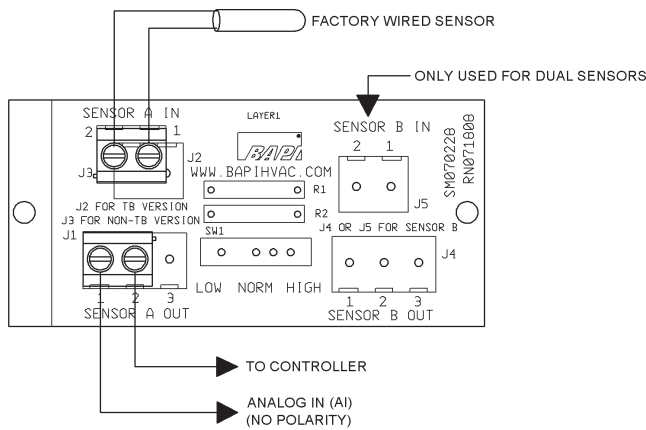 FACTORY WIRED SENSOR
ONLY USED FOR DUAL SENSORS
SENSOR A IN
2 1
LAYER1
SENSOR B IN
2 1
BAPI
WWW.BAPIHVAC.COM
J3
J2
J2 FOR TB VERSION
J3 FOR NON-TB VERSION
R1
R2
J5
SM070228
RN071808
J1
SW1
J4 OR J5 FOR SENSOR B
J4
LOW NORM HIGH
1 2 3
SENSOR A OUT
1 2 3
SENSOR B OUT
TO CONTROLLER
ANALOG IN (AI)
(NO POLARITY)